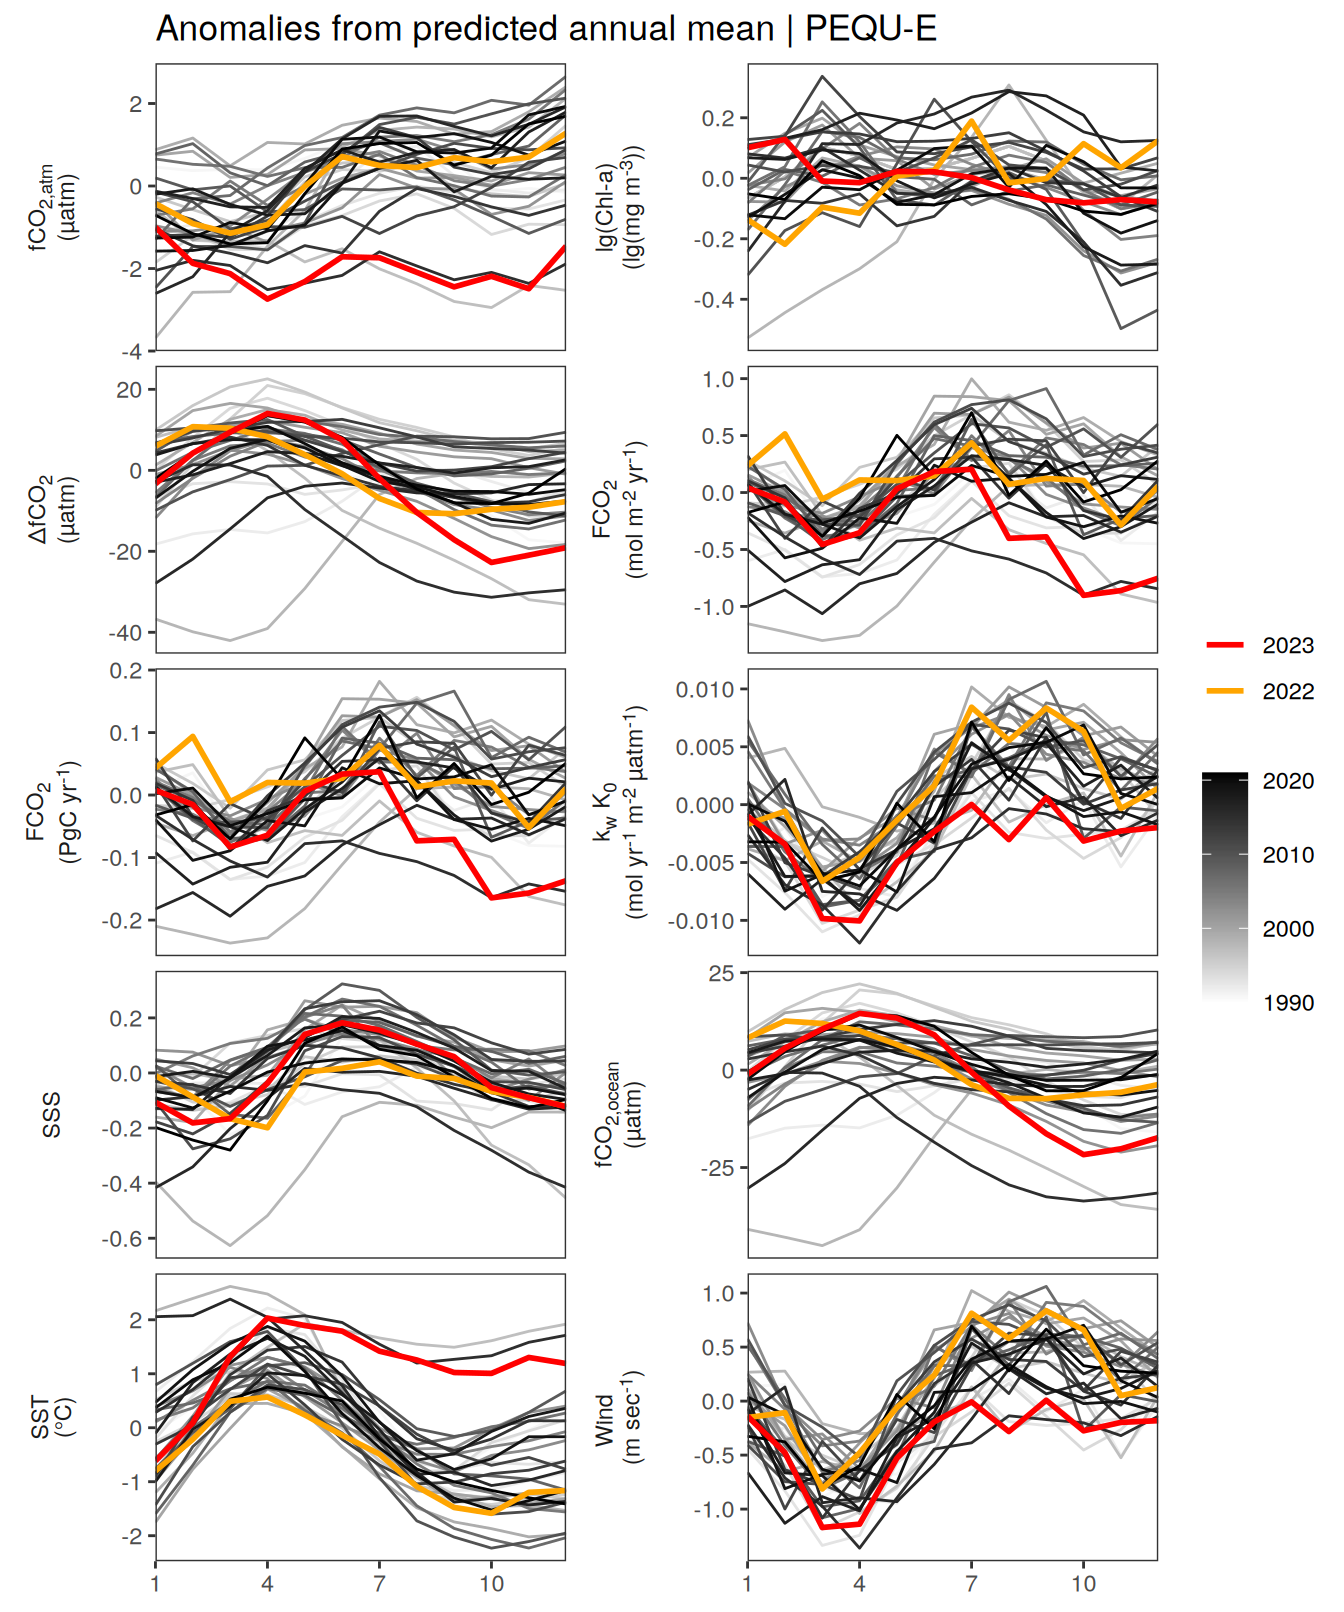 Anomalies from predicted annual mean | PEQU-E
fCO2,atm
(µatm)
2
0
-2
-4
lg(Chl-a)
(lg(mg m-3))
0.2
0.0
-0.2
-0.4
ΔfCO2
(µatm)
20
0
-20
-40
FCO2
(mol m-2 yr-1)
1.0
0.5
0.0
-0.5
-1.0
FCO2
(PgC yr-1)
0.2
0.1
0.0
-0.1
-0.2
kw K0
(mol yr-1 m-2 µatm-1)
0.010
0.005
0.000
-0.005
-0.010
SSS
0.2
0.0
-0.2
-0.4
-0.6
fCO2,ocean
(µatm)
25
0
-25
SST
(°C)
2
1
0
-1
-2
1
4
7
10
Wind
(m sec-1)
1.0
0.5
0.0
-0.5
-1.0
1
4
7
10
2023
2022
2020
2010
2000
1990